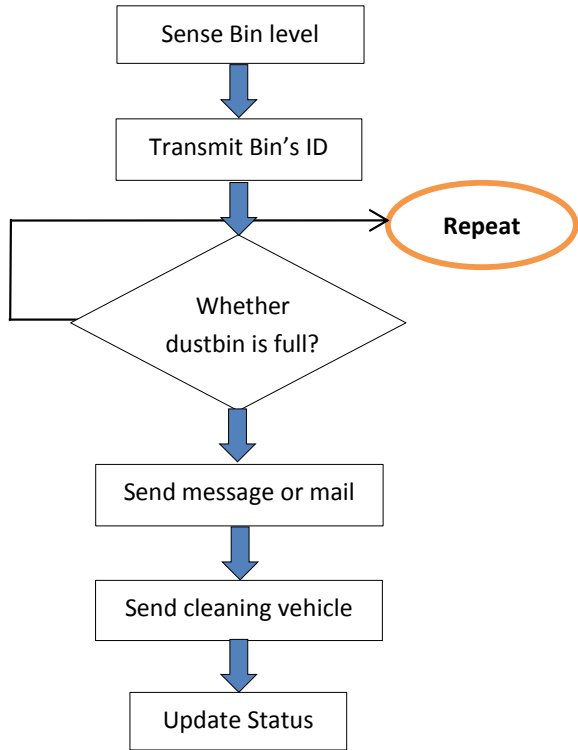 Sense Bin level
Transmit Bin’s ID
Repeat
Whether
dustbin is full?
Send message or mail
Send cleaning vehicle
Update Status